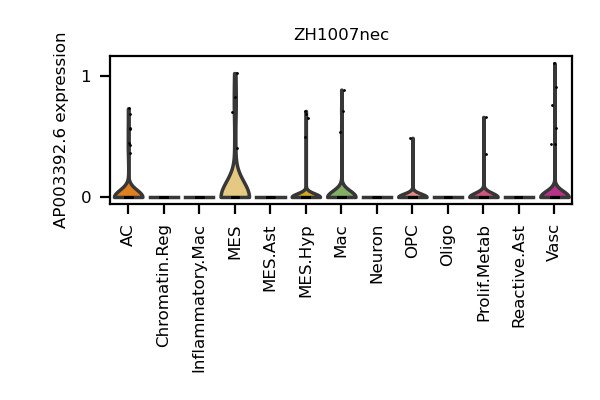 ZH1007nec
AP003392.6 expression
1
0
AC
Chromatin.Reg
Inflammatory.Mac
MES
MES.Ast
MES.Hyp
Mac
Neuron
OPC
Oligo
Prolif.Metab
Reactive.Ast
Vasc